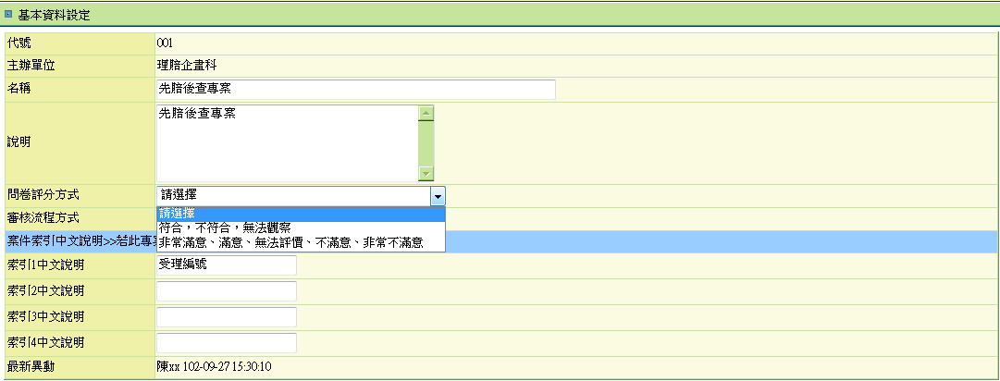 基本資料設定
代號 001
主辦單位 理賠企畫科
名稱 先賠後查專案
說明 先賠後查專案
問卷評分方式 請選擇
請選擇
審核流程方式
符合，不符合，無法觀察
案件索引中文說明>>若此專
非常滿意、滿意、無法評價、不滿意、非常不滿意
索引1中文說明 受理編號
索引2中文說明
索引3中文說明
索引4中文說明
最新異動 陳xx 102-09-27 15:30:10